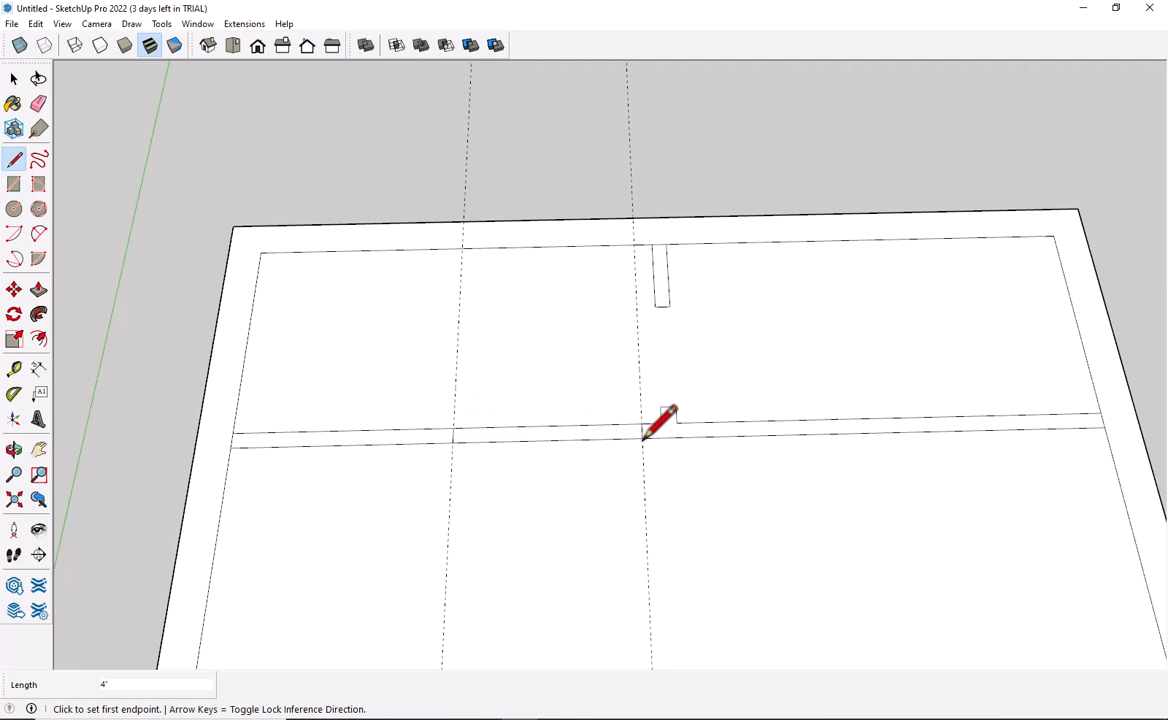 Untitled - SketchUp Pro 2022 (3 days left in TRIAL)
File Edit View Camera Draw Tools Window Extensions Help
A1
Length 4"
Click to set first endpoint. | Arrow Keys = Toggle Lock Inference Direction.